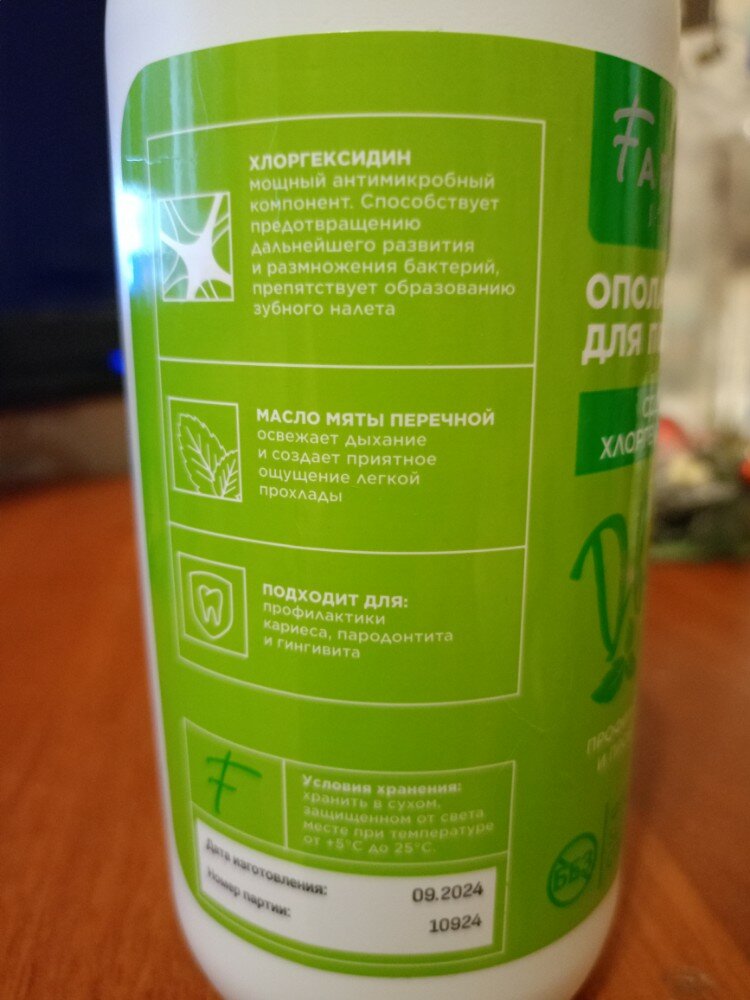 ХЛОРГЕКСИДИН
мощный антимикробный
компонент. Способствует
предотвращению
дальнейшего развития
и размножения бактерий,
препятствует образованию
зубного налета
МАСЛО МЯТЫ ПЕРЕЧНОЙ
освежает дыхание
и создает приятное
ощущение легкой
прохлады
ПОДХОДИТ ДЛЯ:
профилактики
кариеса, пародонтита
и гингивита
Условия хранения:
хранить в сухом,
защищенном от света
месте при температуре
от +5°С до 25°С.
Дата изготовления: 09.2024
Номер партии: 10924
ДЛЯ
БЕЗ